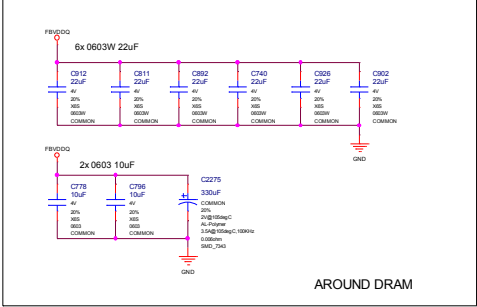 FBVDDQ
6x 0603W 22uF
C912
22uF
4V
20%
X6S
0603W
COMMON
C811
22uF
4V
20%
X6S
0603W
COMMON
C892
22uF
4V
20%
X6S
0603W
COMMON
C740
22uF
4V
20%
X6S
0603W
COMMON
C926
22uF
4V
20%
X6S
0603W
COMMON
C902
22uF
4V
20%
X6S
0603W
COMMON
GND
FBVDDQ
2x 0603 10uF
C778
10uF
4V
20%
X6S
0603
COMMON
C796
10uF
4V
20%
X6S
0603
COMMON
C2275
330uF
COMMON
20%
2V@105degC
AL-Polymer
3.5A@105degC,100KHz
0.006ohm
SMD_7343
GND
AROUND DRAM